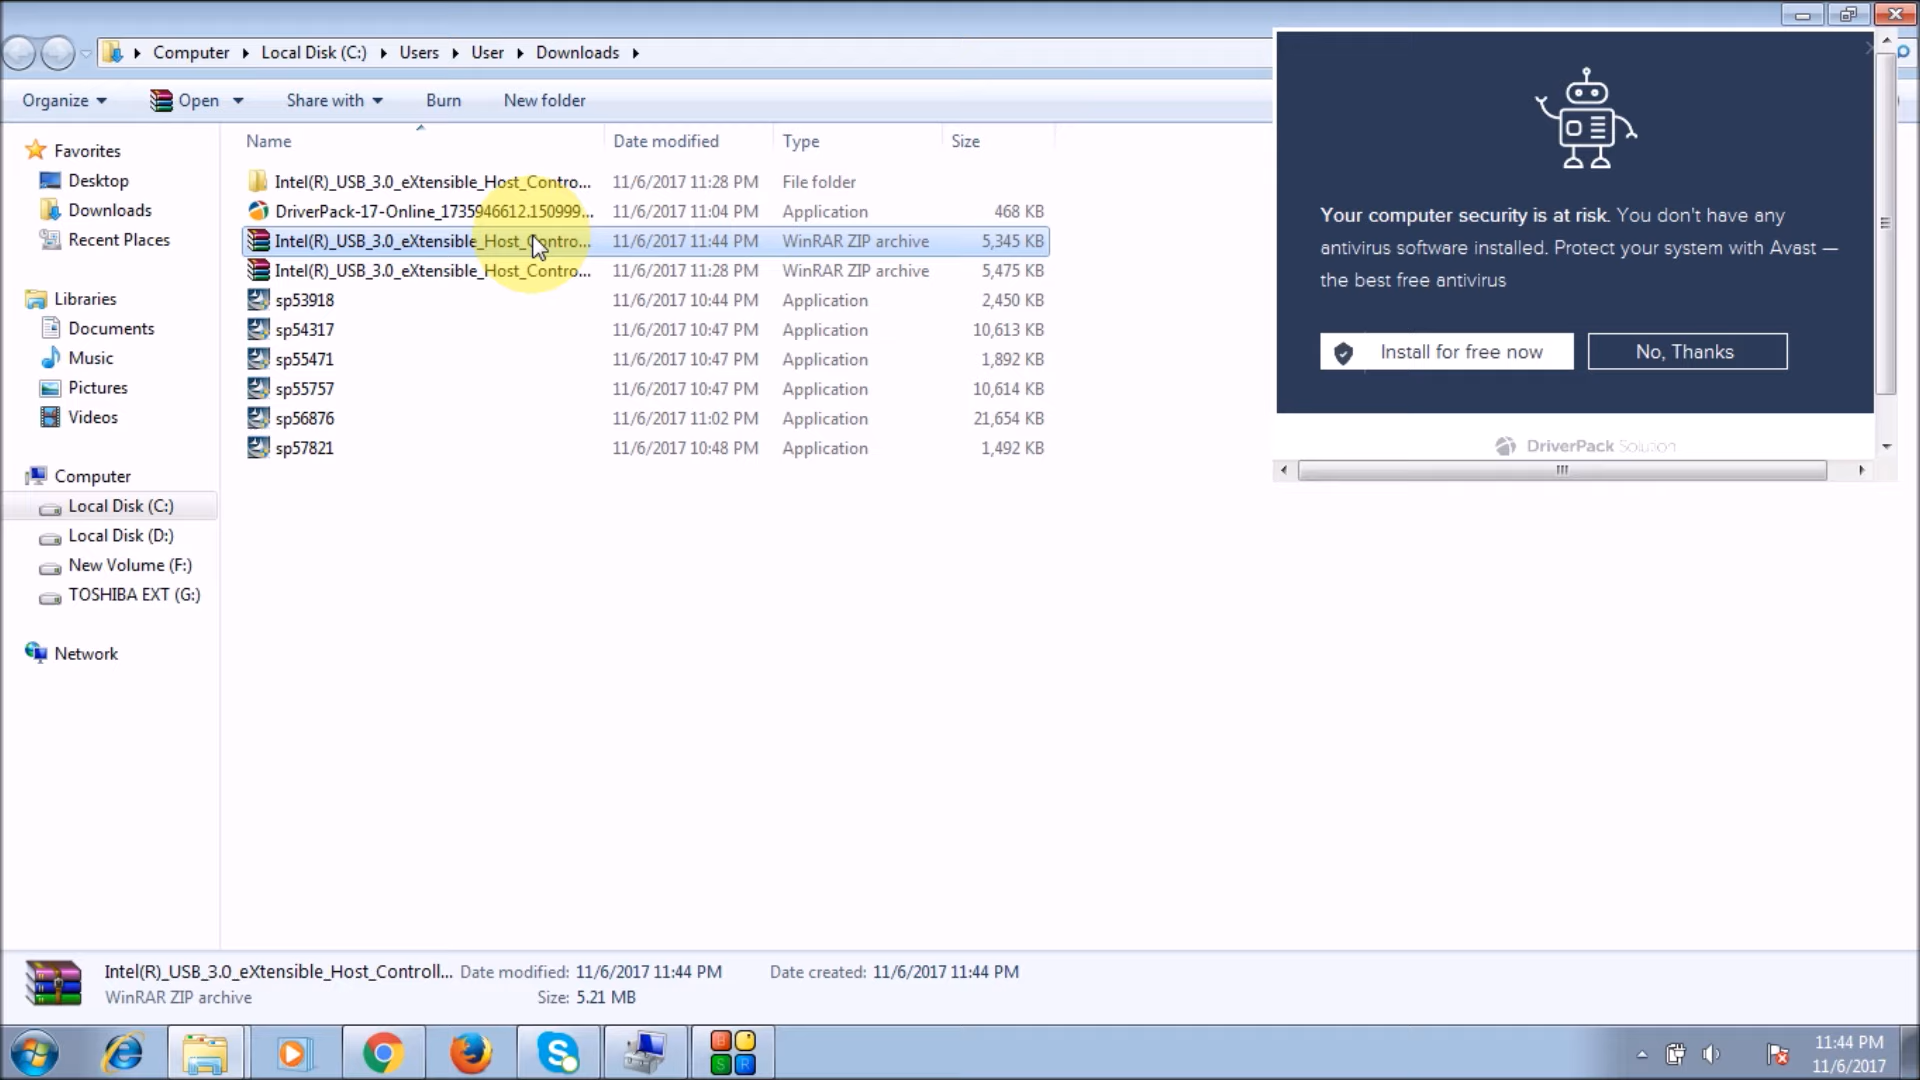 Computer Local Disk (C:) Users User Downloads
Organize Open Share with Burn New folder
Name Date modified Type Size
Favorites
Desktop
Downloads
Recent Places
Libraries
Documents
Music
Pictures
Videos
Computer
Local Disk (C:)
Local Disk (D:)
New Volume (F:)
TOSHIBA EXT (G:)
Network
Intel(R)_USB_3.0_eXtensible_Host_Contro... 11/6/2017 11:28 PM File folder
DriverPack-17-Online_1735946612.150999... 11/6/2017 11:04 PM Application 468 KB
Intel(R)_USB_3.0_eXtensible_Host_Contro... 11/6/2017 11:44 PM WinRAR ZIP archive 5,345 KB
Intel(R)_USB_3.0_eXtensible_Host_Contro... 11/6/2017 11:28 PM WinRAR ZIP archive 5,475 KB
sp53918 11/6/2017 10:44 PM Application 2,450 KB
sp54317 11/6/2017 10:47 PM Application 10,613 KB
sp55471 11/6/2017 10:47 PM Application 1,892 KB
sp55757 11/6/2017 10:47 PM Application 10,614 KB
sp56876 11/6/2017 11:02 PM Application 21,654 KB
sp57821 11/6/2017 10:48 PM Application 1,492 KB
Your computer security is at risk. You don't have any
antivirus software installed. Protect your system with Avast —
the best free antivirus
Install for free now
No, Thanks
DriverPack Solution
Intel(R)_USB_3.0_eXtensible_Host_Controll... Date modified: 11/6/2017 11:44 PM Date created: 11/6/2017 11:44 PM
WinRAR ZIP archive Size: 5.21 MB
B
S R
11:44 PM
11/6/2017